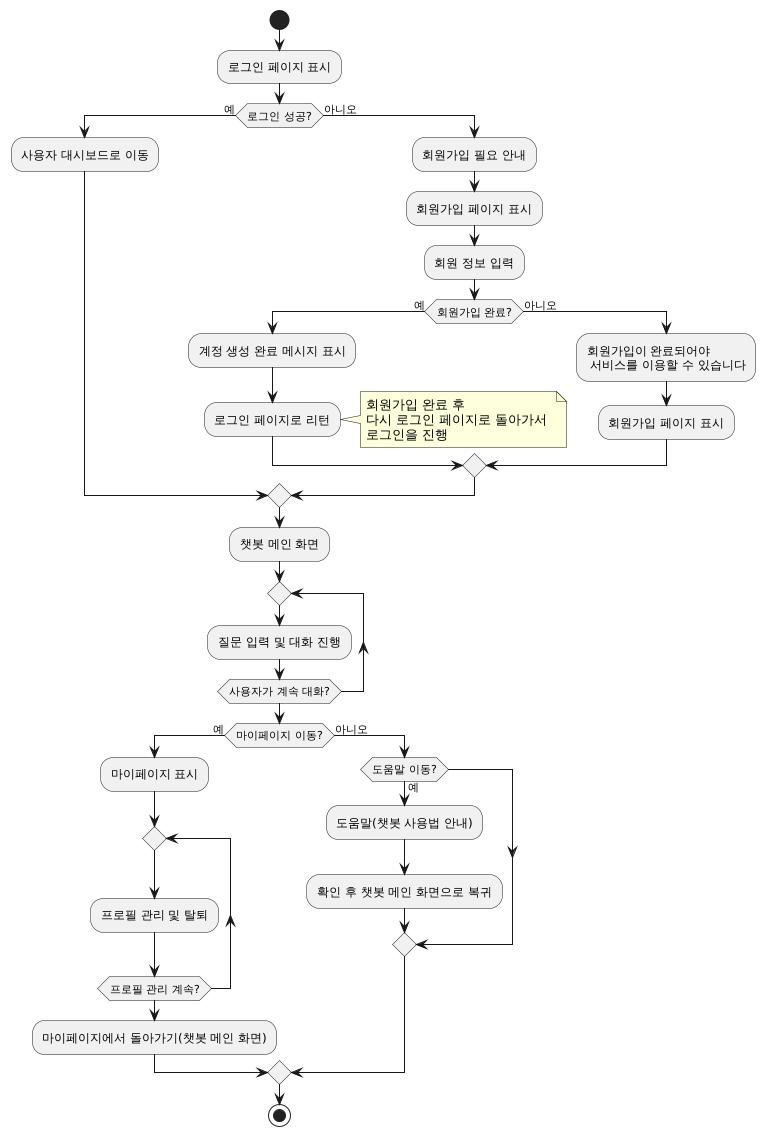 로그인 페이지 표시
로그인 성공?
예
아니오
사용자 대시보드로 이동
회원가입 필요 안내
회원가입 페이지 표시
회원 정보 입력
회원가입 완료?
예
아니오
계정 생성 완료 메시지 표시
로그인 페이지로 리턴
회원가입 완료 후
다시 로그인 페이지로 돌아가서
로그인을 진행
회원가입이 완료되어야
서비스를 이용할 수 있습니다
회원가입 페이지 표시
챗봇 메인 화면
질문 입력 및 대화 진행
사용자가 계속 대화?
마이페이지 이동?
예
아니오
마이페이지 표시
프로필 관리 및 탈퇴
프로필 관리 계속?
마이페이지에서 돌아가기(챗봇 메인 화면)
도움말 이동?
예
도움말(챗봇 사용법 안내)
확인 후 챗봇 메인 화면으로 복귀